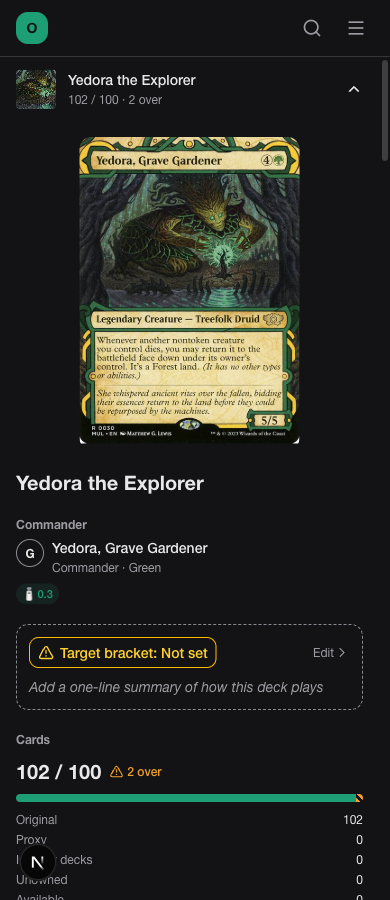 O
Yedora the Explorer
102 / 100 · 2 over
Yedora, Grave Gardener 4
Legendary Creature — Treefolk Druid
Whenever another nontoken creature
you control dies, you may return it to the
battlefield face down under its owner's
control. It's a Forest land. (It has no other types
or abilities.)
She whispered ancient rites over the fallen, bidding
their essences return to the land before they could
be repurposed by the machines.
5/5
R 0030
MUL • EN Matthew G. Lewis
™ & © 2023 Wizards of the Coast
Yedora the Explorer
Commander
G
Yedora, Grave Gardener
Commander · Green
0.3
Target bracket: Not set
Edit
Add a one-line summary of how this deck plays
Cards
102 / 100 2 over
Original 102
Proxy 0
N decks 0
Unowned 0
Available 0